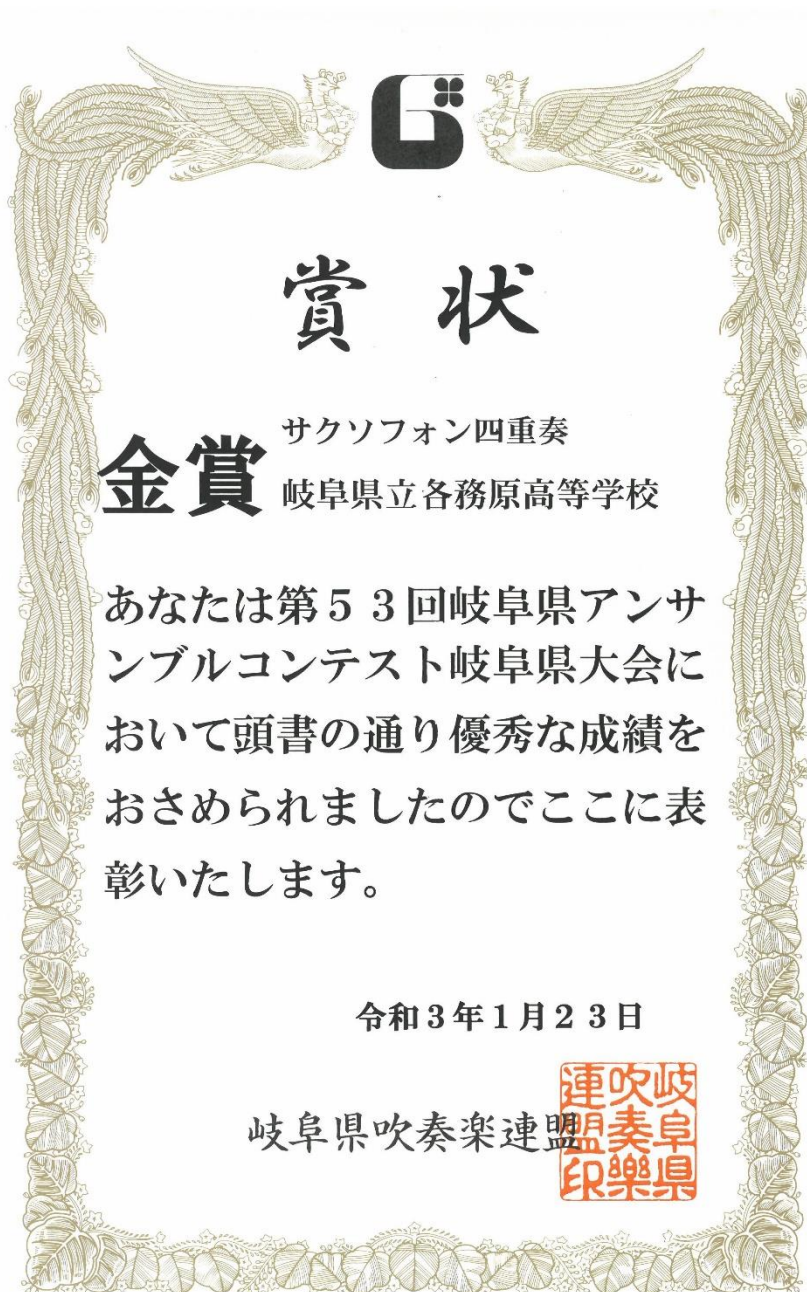 賞状
金賞
サクソフォン四重奏
岐阜県立各務原高等学校
あなたは第５３回岐阜県アンサ
ンブルコンテスト岐阜県大会に
おいて頭書の通り優秀な成績を
おさめられましたのでここに表
彰いたします。
令和３年１月２３日
岐阜県吹奏楽連盟
岐阜県
吹奏樂
連盟印